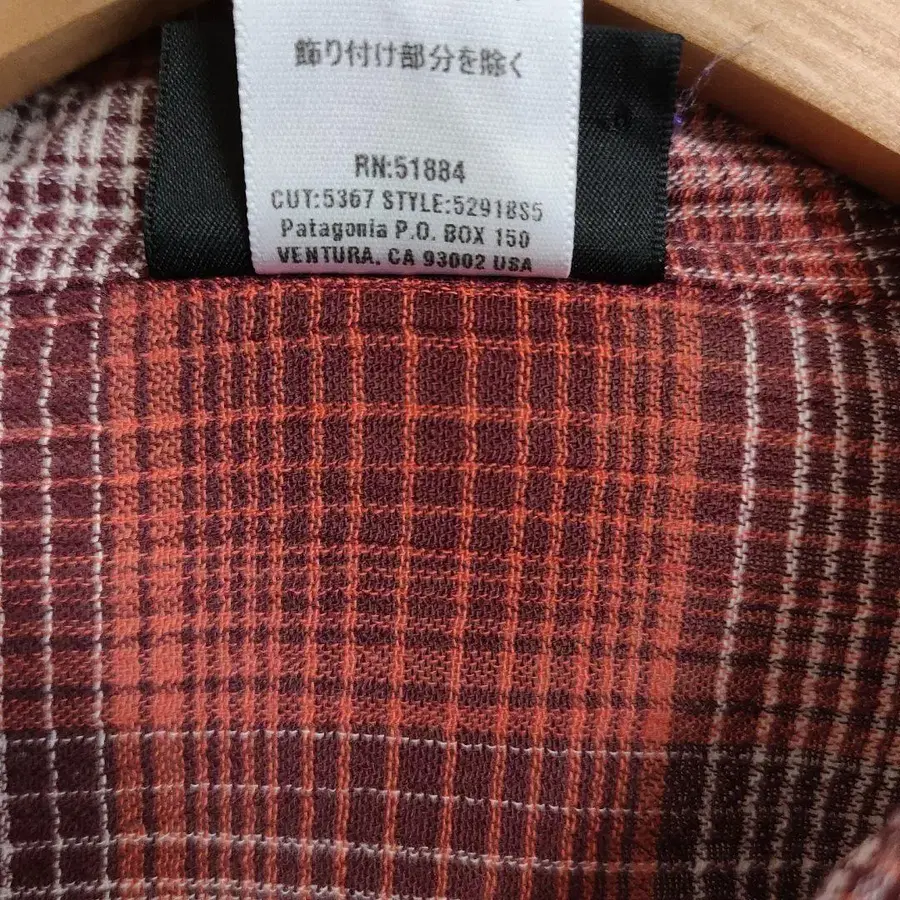 飾り付け部分を除く
RN:51884
CUT:5367 STYLE:52918S5
Patagonia P.O. BOX 150
VENTURA, CA 93002 USA